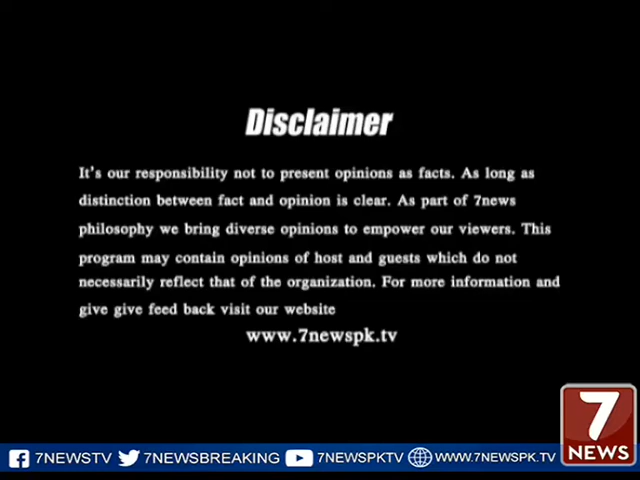 Disclaimer
It's our responsibility not to present opinions as facts. As long as
distinction between fact and opinion is clear. As part of 7news
philosophy we bring diverse opinions to empower our viewers. This
program may contain opinions of host and guests which do not
necessarily reflect that of the organization. For more information and
give give feed back visit our website
www.7newspk.tv
7
NEWS
7NEWSTV 7NEWSBREAKING 7NEWSPKTV WWW.7NEWSPK.TV